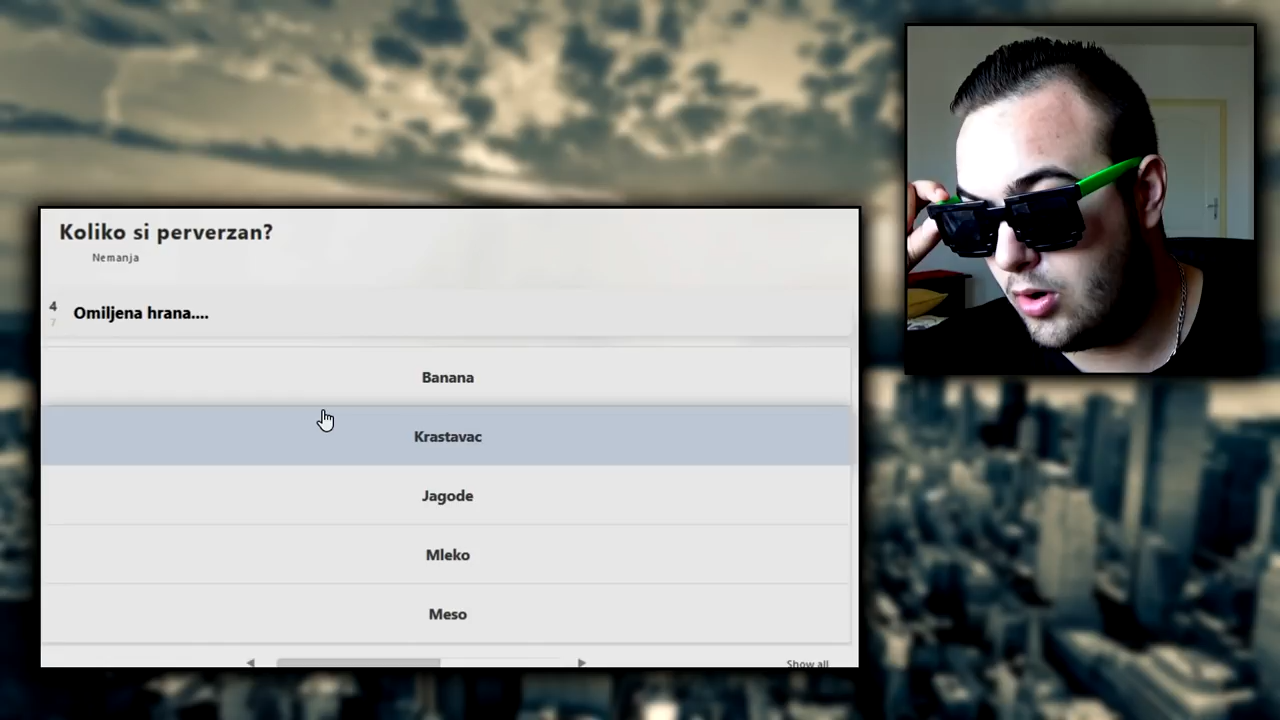 Koliko si perverzan?
Nemanja
4
7
Omiljena hrana....
Banana
Krastavac
Jagode
Mleko
Meso
Show all